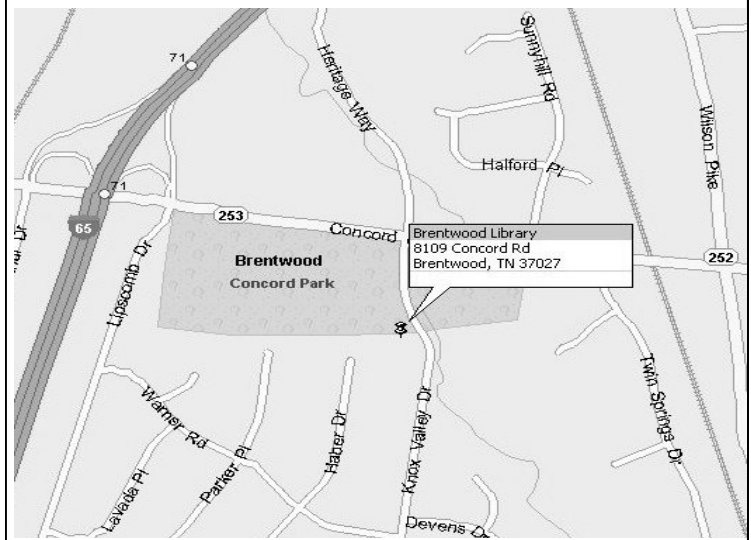 71
Heritage Way
Sunnyhill Rd
Wilson Pike
Halford Pl
71
65
253
Concord
Brentwood Library
8109 Concord Rd
Brentwood, TN 37027
252
Lipscomb Dr
Brentwood
Concord Park
Twin Springs Dr
Warner Rd
Lavada Pl
Parker Pl
Haber Dr
Knox Valley Dr
Devens Dr